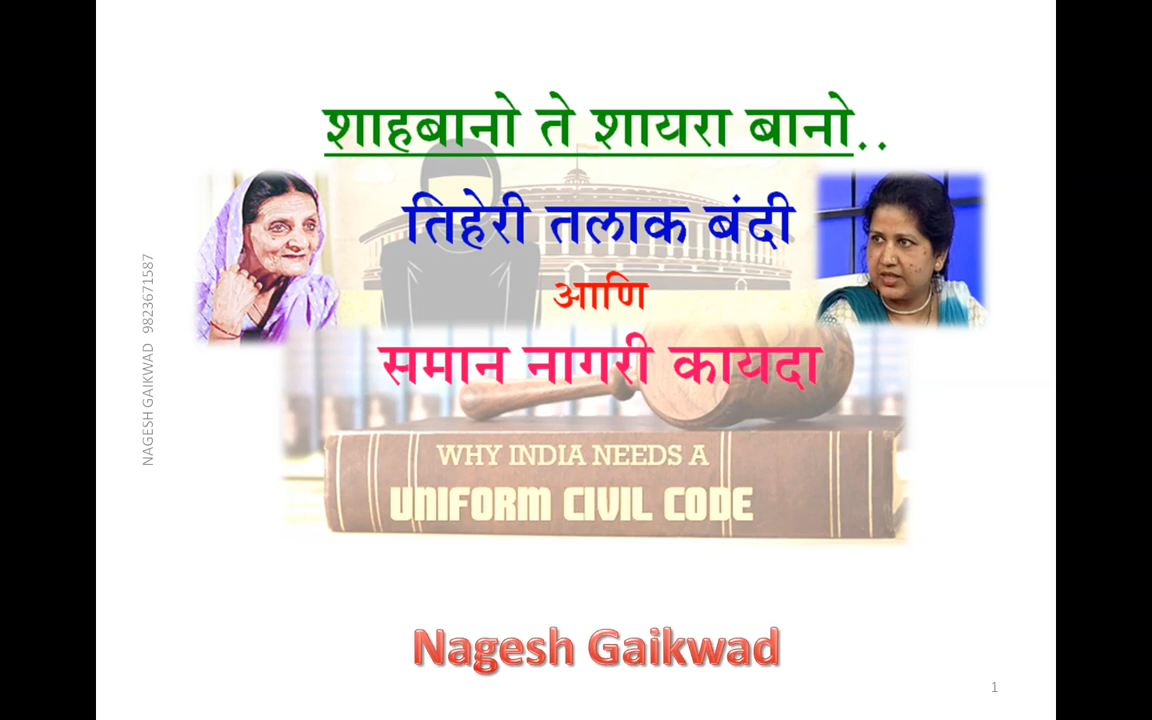 शाहबानो ते शायरा बानो..
तिहेरी तलाक बंदी
आणि
समान नागरी कायदा
WHY INDIA NEEDS A
UNIFORM CIVIL CODE
NAGESH GAIKWAD 9823671587
Nagesh Gaikwad
1